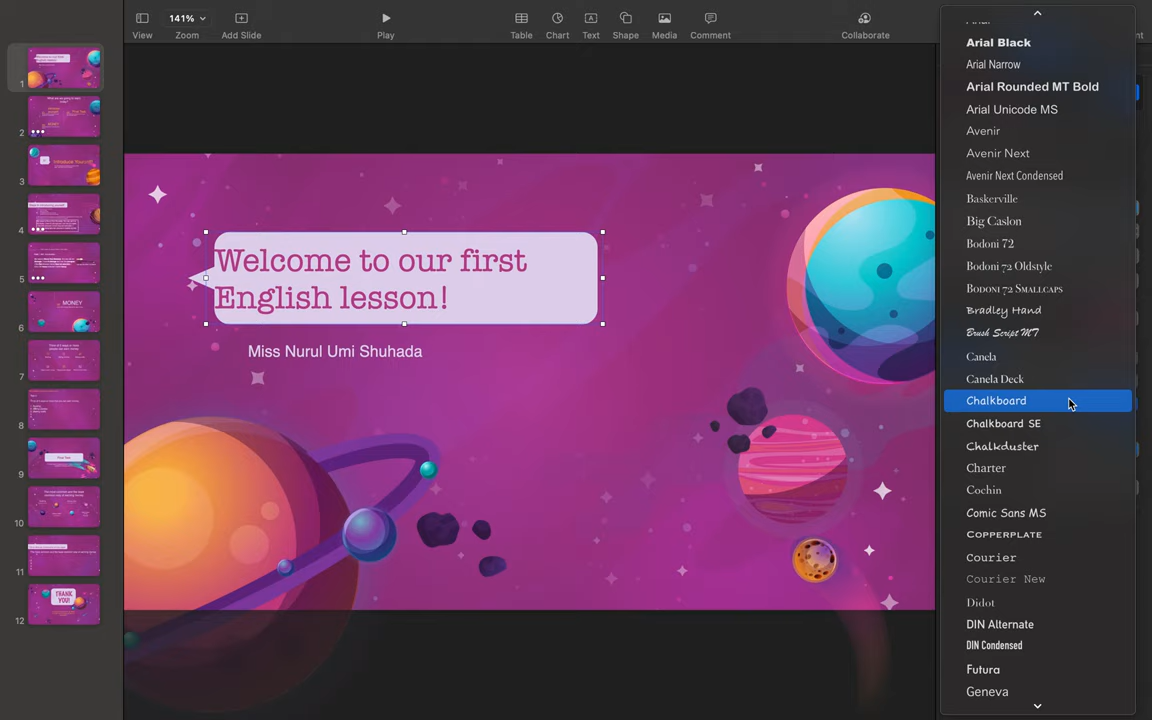 141%
View
Zoom
Add Slide
Play
Table
Chart
Text
Shape
Media
Comment
Collaborate
Welcome to our first
English lesson!
Miss Nurul Umi Shuhada
Arial Black
Arial Narrow
Arial Rounded MT Bold
Arial Unicode MS
Avenir
Avenir Next
Avenir Next Condensed
Baskerville
Big Caslon
Bodoni 72
Bodoni 72 Oldstyle
Bodoni 72 Smallcaps
Bradley Hand
Brush Script MT
Canela
Canela Deck
Chalkboard
Chalkboard SE
Chalkduster
Charter
Cochin
Comic Sans MS
Copperplate
Courier
Courier New
Didot
DIN Alternate
DIN Condensed
Futura
Geneva
1
2
3
4
5
6
MONEY
7
8
9
10
11
12
THANK
YOU!